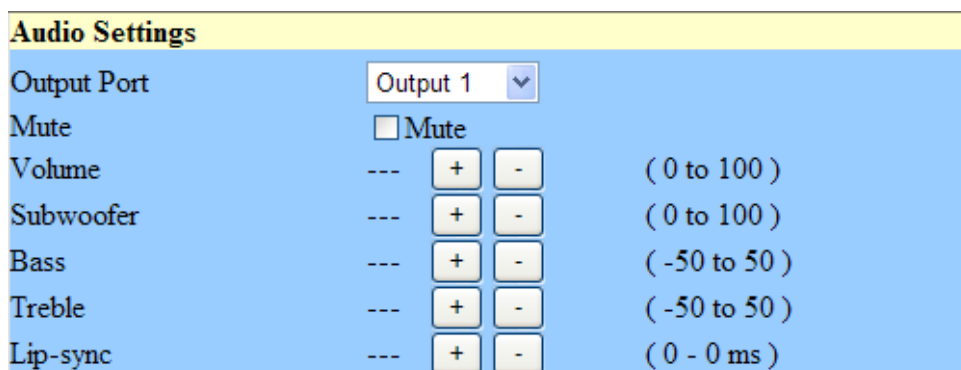 Audio Settings
Output Port Output 1
Mute Mute
Volume --- + - ( 0 to 100 )
Subwoofer --- + - ( 0 to 100 )
Bass --- + - ( -50 to 50 )
Treble --- + - ( -50 to 50 )
Lip-sync --- + - ( 0 - 0 ms )